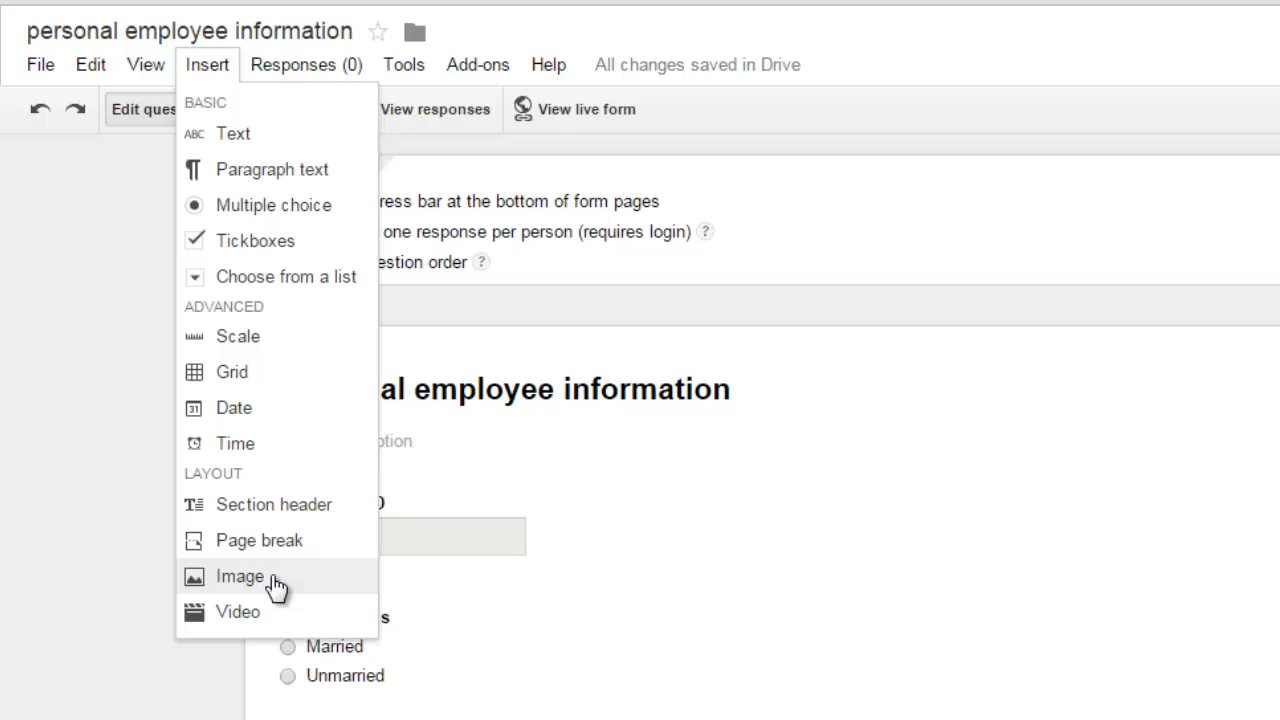 personal employee information
File Edit View Insert Responses (0) Tools Add-ons Help All changes saved in Drive
Edit ques View responses View live form
BASIC
ABC Text
Paragraph text
Multiple choice
Tickboxes
Choose from a list
ADVANCED
Scale
Grid
31 Date
Time
LAYOUT
Section header
Page break
Image
Video
ress bar at the bottom of form pages
one response per person (requires login) ?
estion order ?
al employee information
ption
s
Married
Unmarried